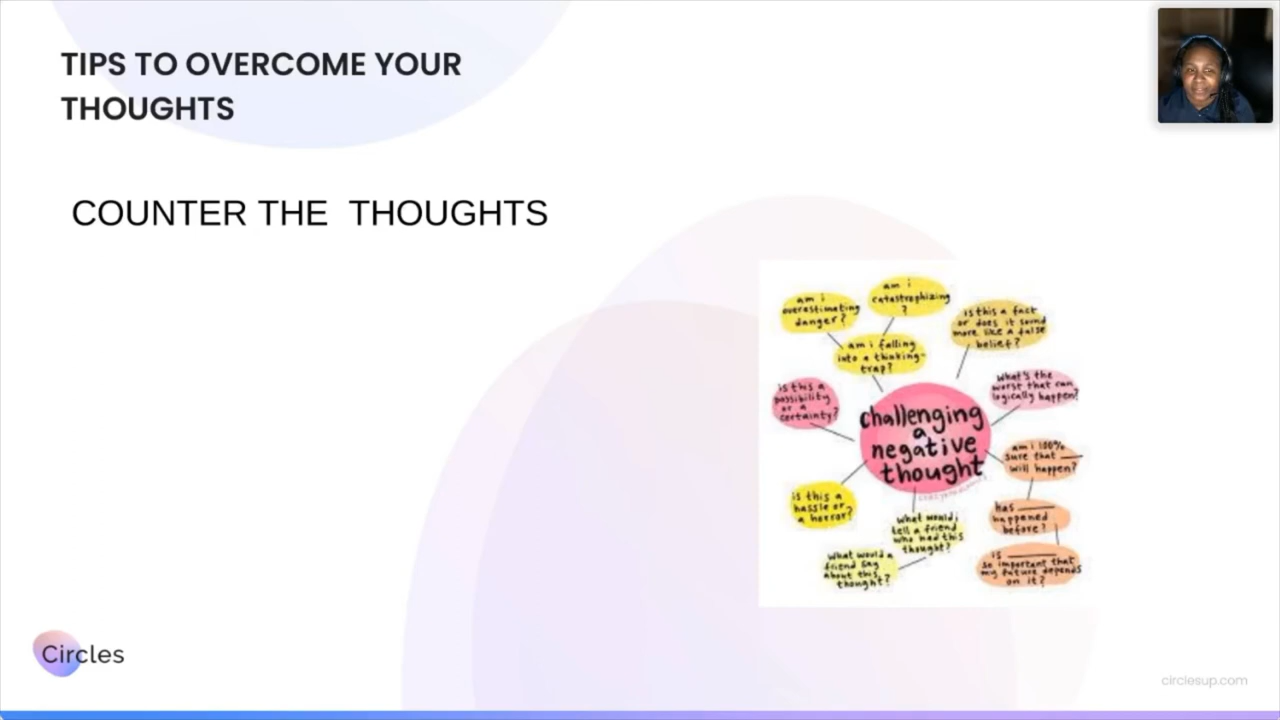 TIPS TO OVERCOME YOUR
THOUGHTS
COUNTER THE  THOUGHTS
am i
overestimating
danger?
am i
catastrophizing
?
am i falling
into a thinking-
trap?
is this a fact
or does it sound
more like a false
belief?
is this a
possibility
or a
certainty?
What's the
worst that can
logically happen?
challenging
a
negative
thought
am i 100%
sure that ____
will happen?
is this a
hassle or
a horror?
has ____
happened
before?
What would i
tell a friend
who had this
thought?
What would a
friend say
about this
thought?
is ____
so important that
my future depends
on it?
Circles
circlesup.com